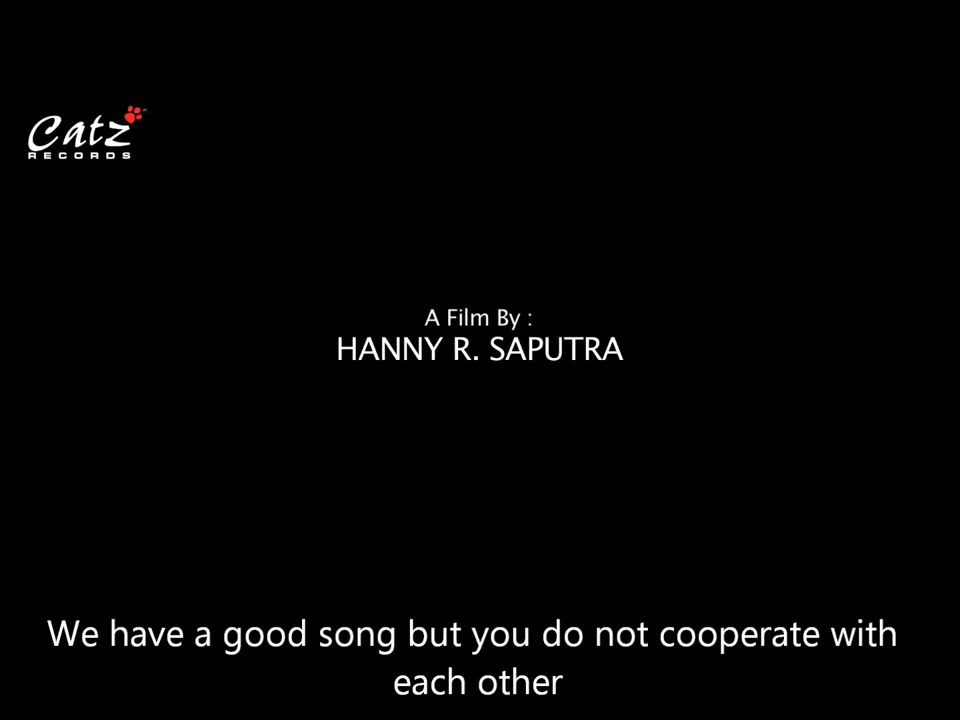 Catz
RECORDS
A Film By :
HANNY R. SAPUTRA
We have a good song but you do not cooperate with
each other